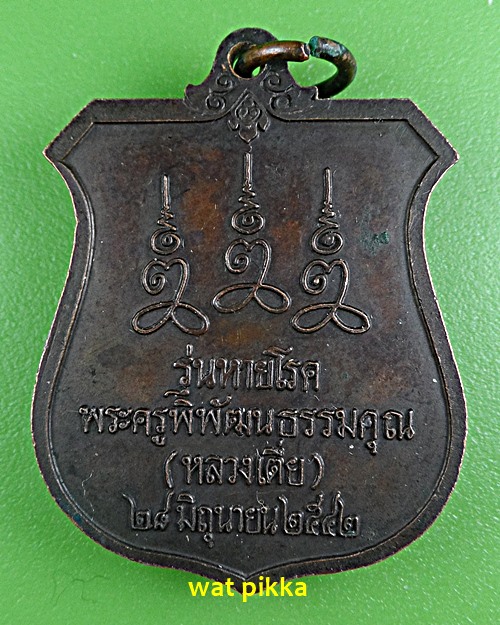 รุ่นหายโรค
พระครูพิพัฒนธรรมคุณ
(หลวงเตี่ย)
๒๘ มิถุนายน ๒๕๔๒
wat pikka